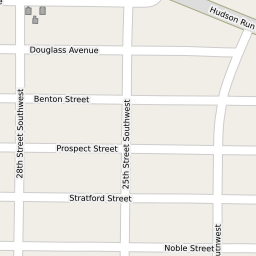 Hudson Run
Douglass Avenue
Benton Street
28th Street Southwest
25th Street Southwest
Prospect Street
Stratford Street
Noble Street